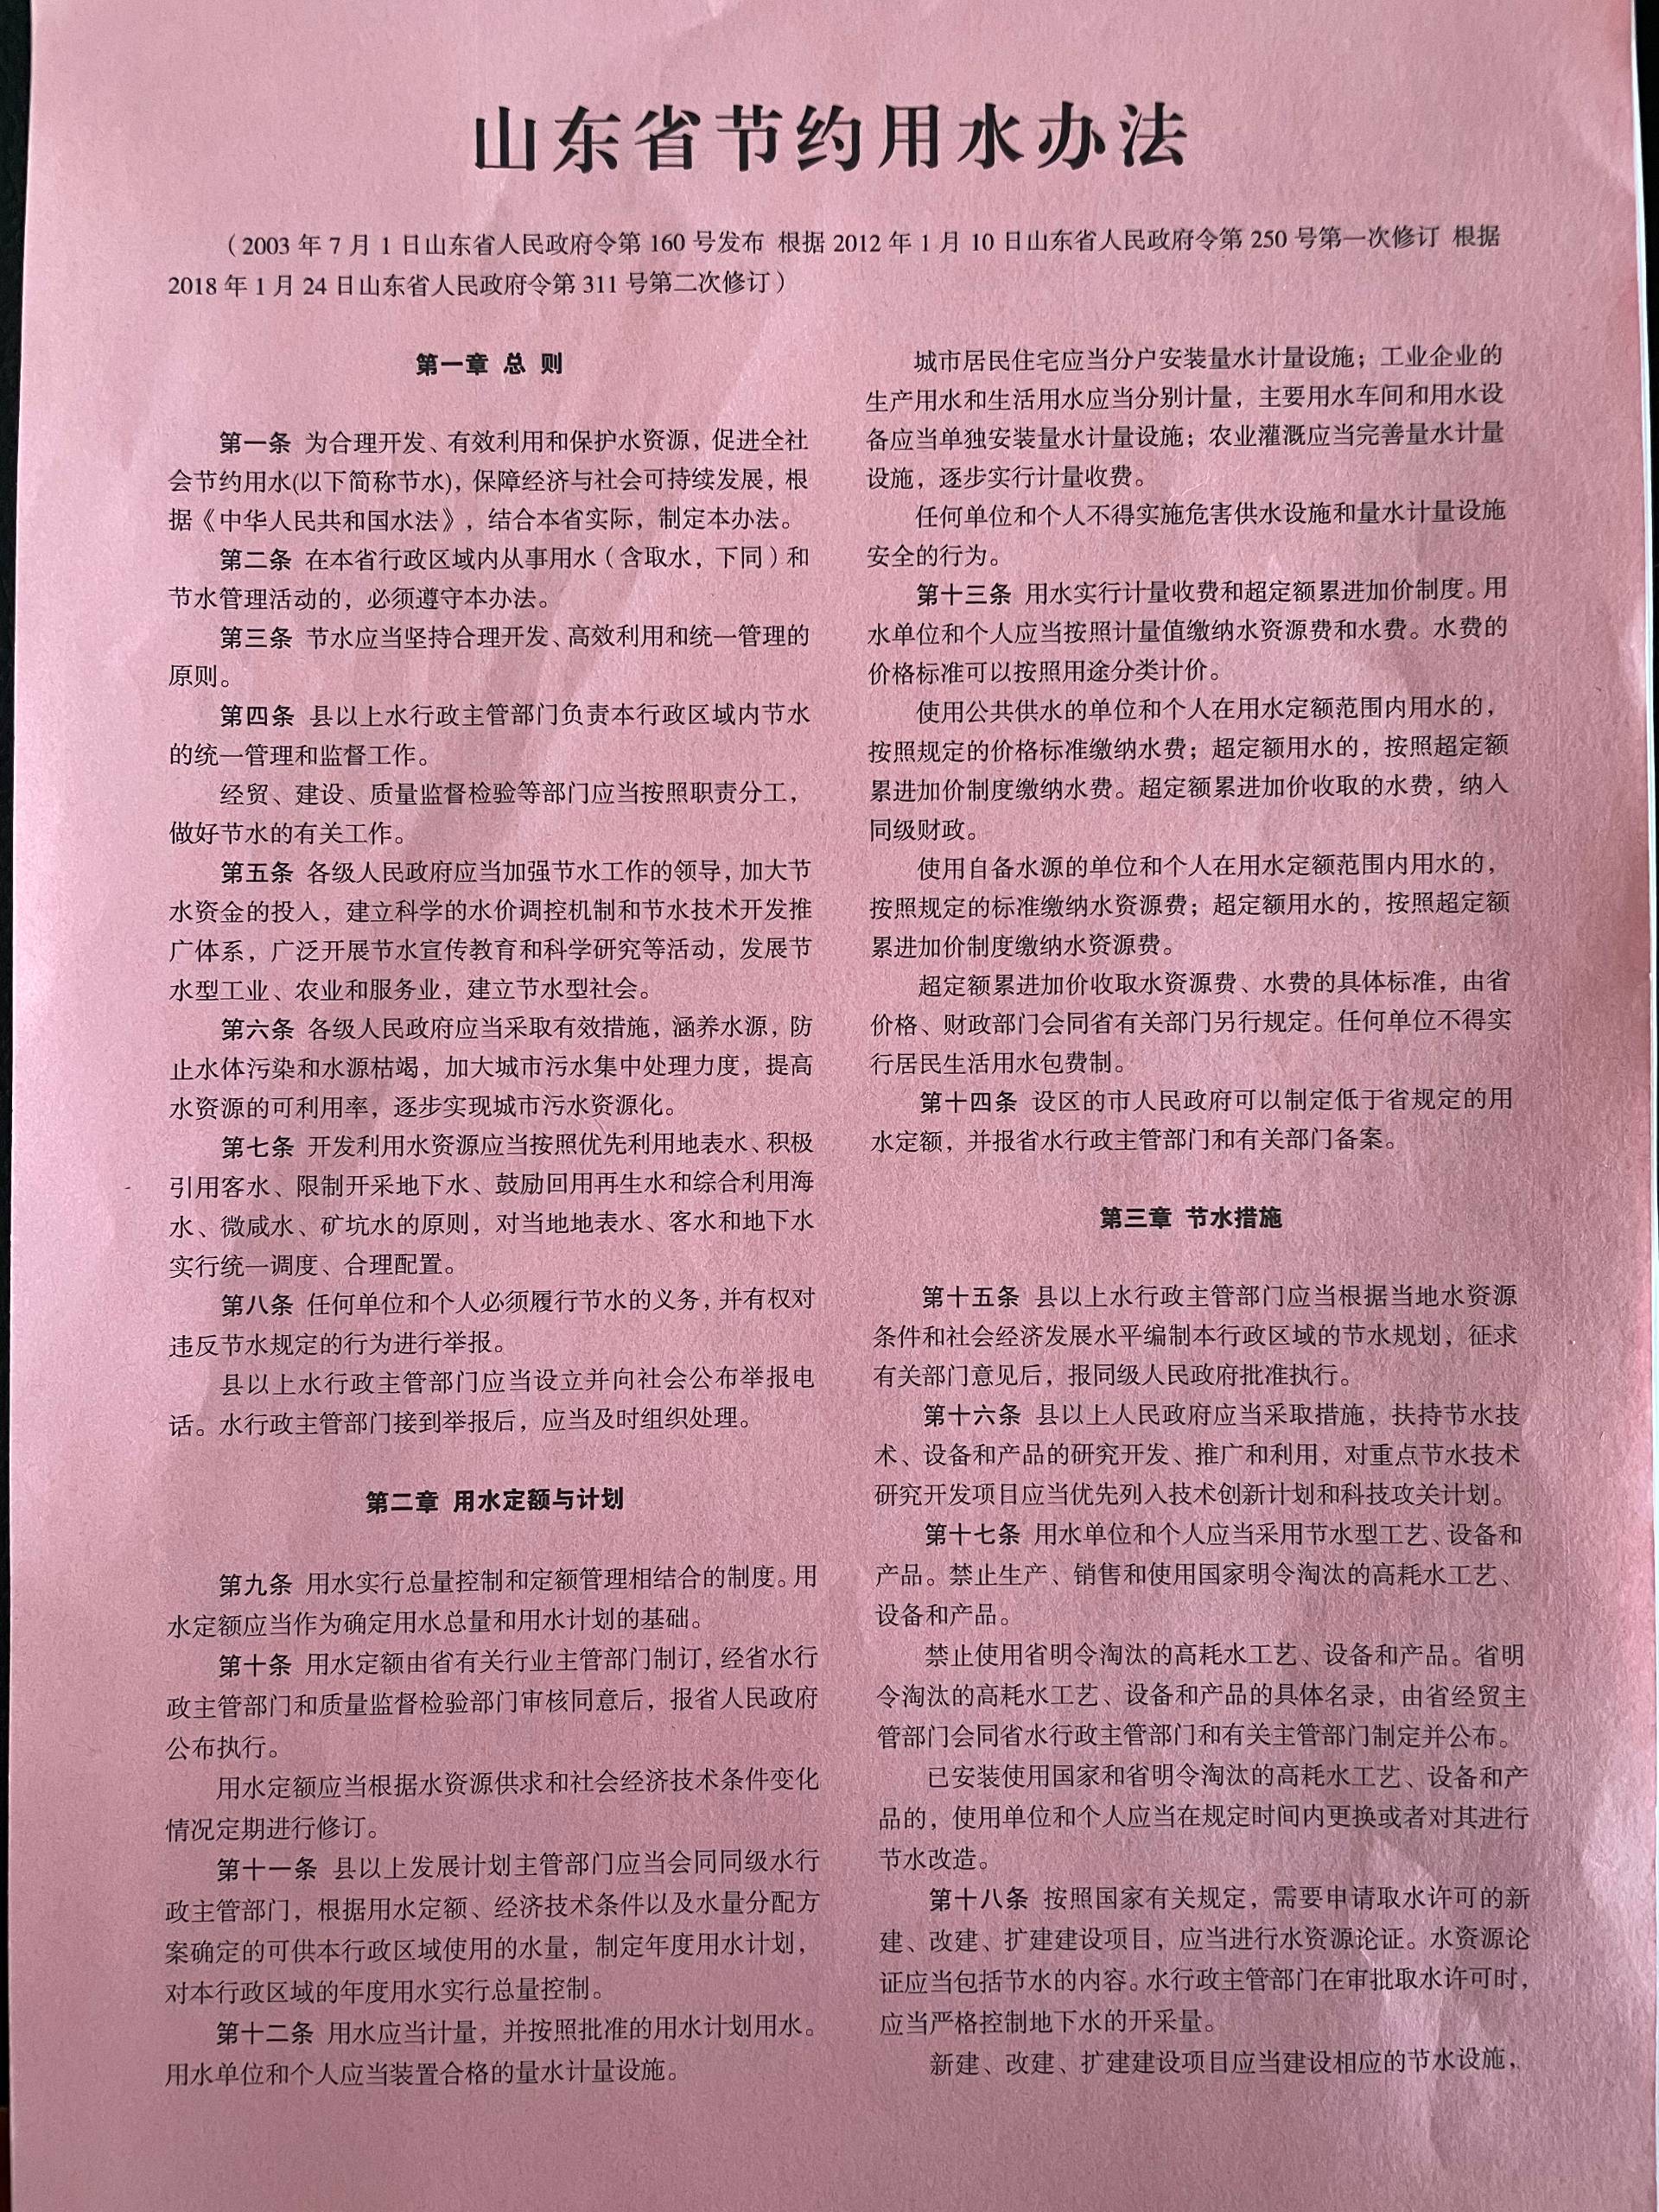 山东省节约用水办法
（2003 年 7 月 1 日山东省人民政府令第 160 号发布 根据 2012 年 1 月 10 日山东省人民政府令第 250 号第一次修订 根据
2018 年 1 月 24 日山东省人民政府令第 311 号第二次修订）
第一章 总 则
第一条 为合理开发、有效利用和保护水资源，促进全社
会节约用水(以下简称节水)，保障经济与社会可持续发展，根
据《中华人民共和国水法》，结合本省实际，制定本办法。
第二条 在本省行政区域内从事用水（含取水，下同）和
节水管理活动的，必须遵守本办法。
第三条 节水应当坚持合理开发、高效利用和统一管理的
原则。
第四条 县以上水行政主管部门负责本行政区域内节水
的统一管理和监督工作。
经贸、建设、质量监督检验等部门应当按照职责分工，
做好节水的有关工作。
第五条 各级人民政府应当加强节水工作的领导，加大节
水资金的投入，建立科学的水价调控机制和节水技术开发推
广体系，广泛开展节水宣传教育和科学研究等活动，发展节
水型工业、农业和服务业，建立节水型社会。
第六条 各级人民政府应当采取有效措施，涵养水源，防
止水体污染和水源枯竭，加大城市污水集中处理力度，提高
水资源的可利用率，逐步实现城市污水资源化。
第七条 开发利用水资源应当按照优先利用地表水、积极
引用客水、限制开采地下水、鼓励回用再生水和综合利用海
水、微咸水、矿坑水的原则，对当地地表水、客水和地下水
实行统一调度、合理配置。
第八条 任何单位和个人必须履行节水的义务，并有权对
违反节水规定的行为进行举报。
县以上水行政主管部门应当设立并向社会公布举报电
话。水行政主管部门接到举报后，应当及时组织处理。
第二章 用水定额与计划
第九条 用水实行总量控制和定额管理相结合的制度。用
水定额应当作为确定用水总量和用水计划的基础。
第十条 用水定额由省有关行业主管部门制订，经省水行
政主管部门和质量监督检验部门审核同意后，报省人民政府
公布执行。
用水定额应当根据水资源供求和社会经济技术条件变化
情况定期进行修订。
第十一条 县以上发展计划主管部门应当会同同级水行
政主管部门，根据用水定额、经济技术条件以及水量分配方
案确定的可供本行政区域使用的水量，制定年度用水计划，
对本行政区域的年度用水实行总量控制。
第十二条 用水应当计量，并按照批准的用水计划用水。
用水单位和个人应当装置合格的量水计量设施。
城市居民住宅应当分户安装量水计量设施；工业企业的
生产用水和生活用水应当分别计量，主要用水车间和用水设
备应当单独安装量水计量设施；农业灌溉应当完善量水计量
设施，逐步实行计量收费。
任何单位和个人不得实施危害供水设施和量水计量设施
安全的行为。
第十三条 用水实行计量收费和超定额累进加价制度。用
水单位和个人应当按照计量值缴纳水资源费和水费。水费的
价格标准可以按照用途分类计价。
使用公共供水的单位和个人在用水定额范围内用水的，
按照规定的价格标准缴纳水费；超定额用水的，按照超定额
累进加价制度缴纳水费。超定额累进加价收取的水费，纳入
同级财政。
使用自备水源的单位和个人在用水定额范围内用水的，
按照规定的标准缴纳水资源费；超定额用水的，按照超定额
累进加价制度缴纳水资源费。
超定额累进加价收取水资源费、水费的具体标准，由省
价格、财政部门会同省有关部门另行规定。任何单位不得实
行居民生活用水包费制。
第十四条 设区的市人民政府可以制定低于省规定的用
水定额，并报省水行政主管部门和有关部门备案。
第三章 节水措施
第十五条 县以上水行政主管部门应当根据当地水资源
条件和社会经济发展水平编制本行政区域的节水规划，征求
有关部门意见后，报同级人民政府批准执行。
第十六条 县以上人民政府应当采取措施，扶持节水技
术、设备和产品的研究开发、推广和利用，对重点节水技术
研究开发项目应当优先列入技术创新计划和科技攻关计划。
第十七条 用水单位和个人应当采用节水型工艺、设备和
产品。禁止生产、销售和使用国家明令淘汰的高耗水工艺、
设备和产品。
禁止使用省明令淘汰的高耗水工艺、设备和产品。省明
令淘汰的高耗水工艺、设备和产品的具体名录，由省经贸主
管部门会同省水行政主管部门和有关主管部门制定并公布。
已安装使用国家和省明令淘汰的高耗水工艺、设备和产
品的，使用单位和个人应当在规定时间内更换或者对其进行
节水改造。
第十八条 按照国家有关规定，需要申请取水许可的新
建、改建、扩建建设项目，应当进行水资源论证。水资源论
证应当包括节水的内容。水行政主管部门在审批取水许可时，
应当严格控制地下水的开采量。
新建、改建、扩建建设项目应当建设相应的节水设施，